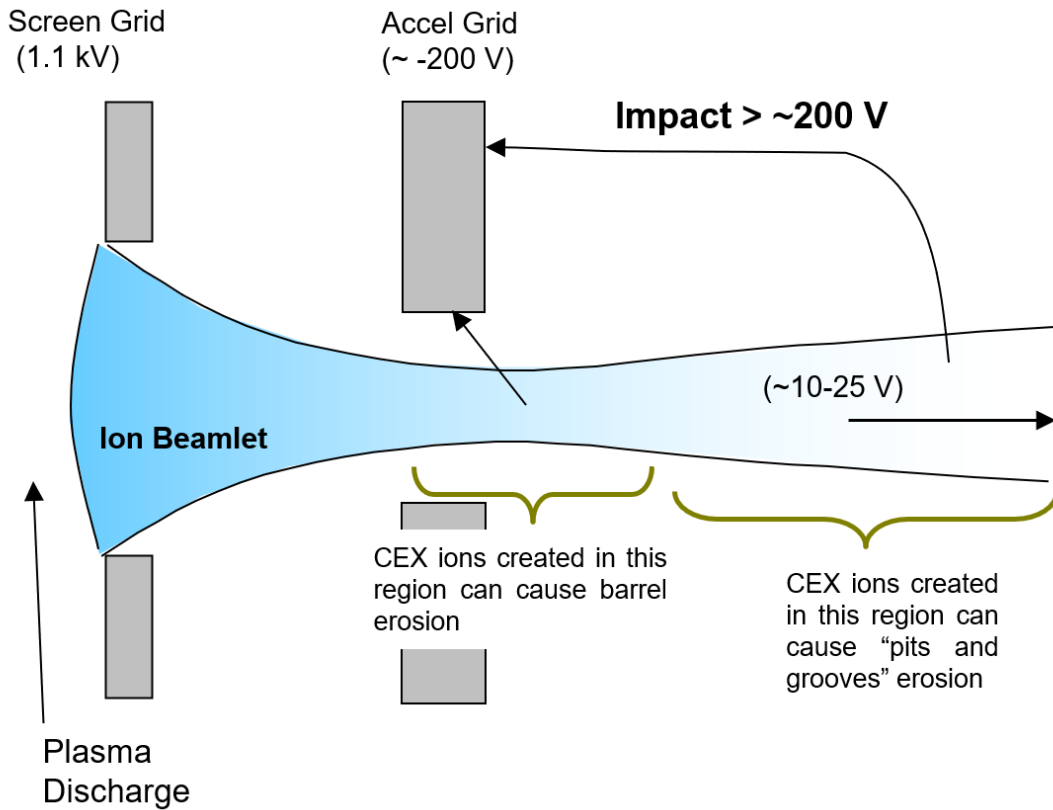 Screen Grid
(1.1 kV)
Accel Grid
(~ -200 V)
Impact > ~200 V
(~10-25 V)
Ion Beamlet
CEX ions created in this
region can cause barrel
erosion
CEX ions created
in this region can
cause “pits and
grooves” erosion
Plasma
Discharge